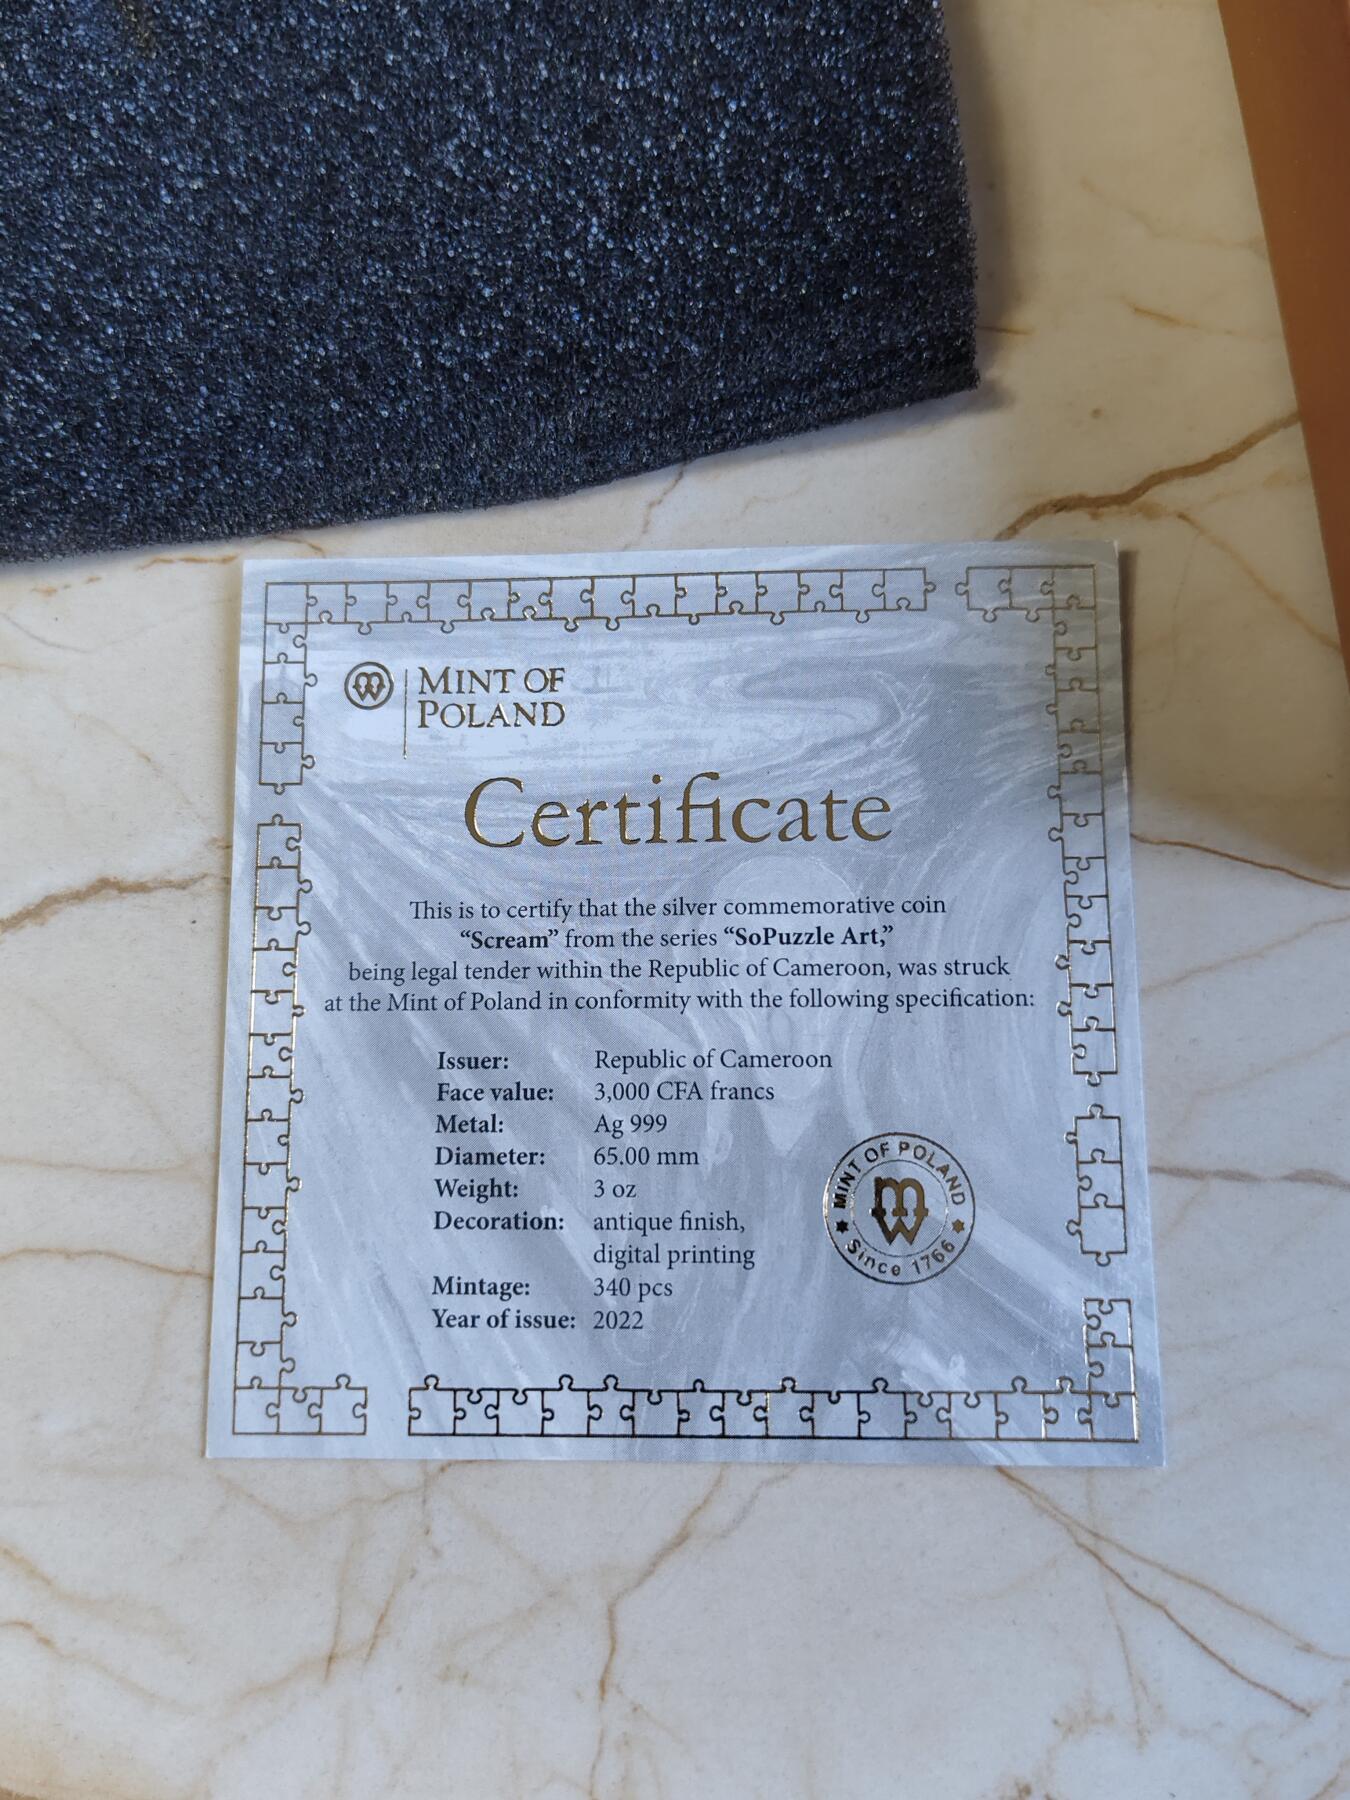 MINT OF
POLAND
Certificate
This is to certify that the silver commemorative coin
“Scream” from the series “SoPuzzle Art,”
being legal tender within the Republic of Cameroon, was struck
at the Mint of Poland in conformity with the following specification:
Issuer: Republic of Cameroon
Face value: 3,000 CFA francs
Metal: Ag 999
Diameter: 65.00 mm
Weight: 3 oz
Decoration: antique finish,
digital printing
Mintage: 340 pcs
Year of issue: 2022
MINT OF POLAND
Since 1766